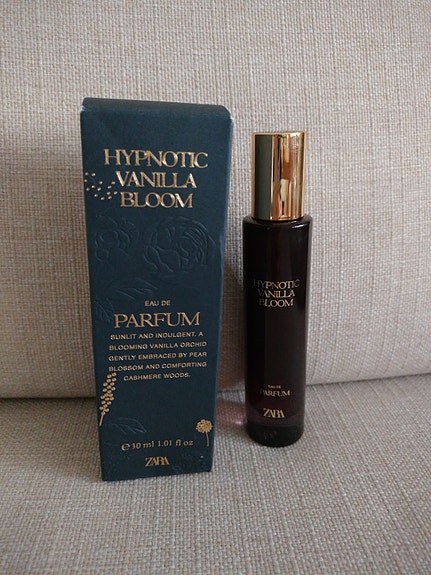 HYPNOTIC
VANILLA
BLOOM
EAU DE
PARFUM
SUNLIT AND INDULGENT. A
BLOOMING VANILLA ORCHID
GENTLY EMBRACED BY PEAR
BLOSSOM AND COMFORTING
CASHMERE WOODS.
℮ 30 ml 1.01 fl oz
ZARA
HYPNOTIC
VANILLA
BLOOM
EAU DE
PARFUM
ZARA